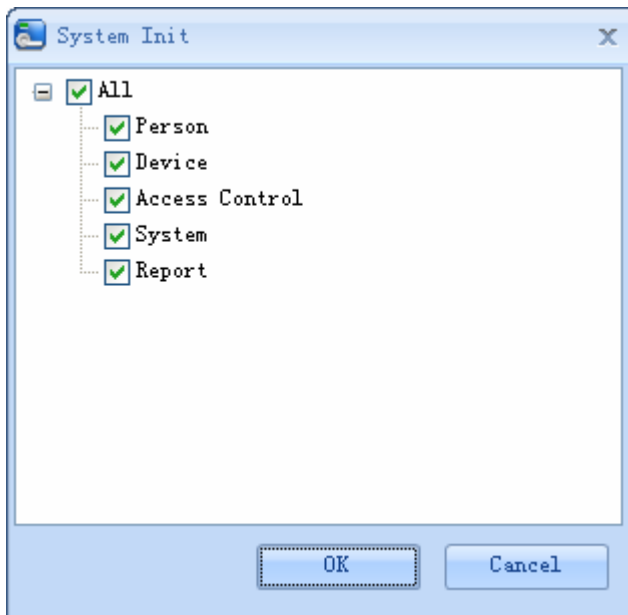 System Init
All
Person
Device
Access Control
System
Report
OK Cancel